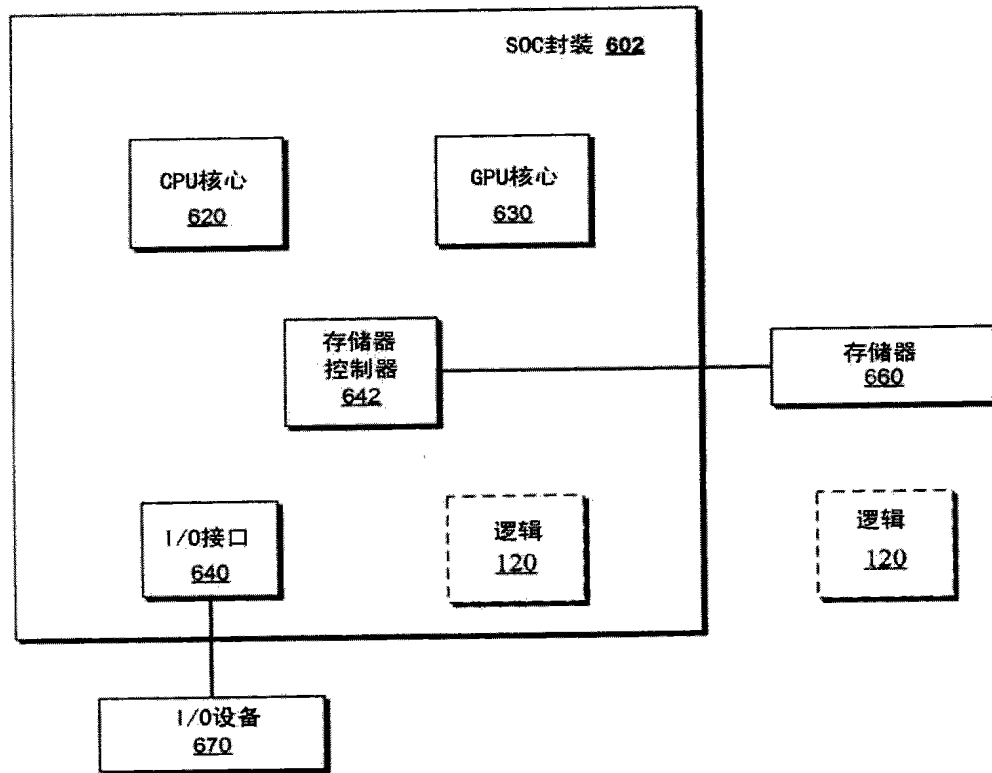 SOC封装 602
CPU核心
620
GPU核心
630
存储器
控制器
642
存储器
660
I/O接口
640
逻辑
120
逻辑
120
I/O设备
670